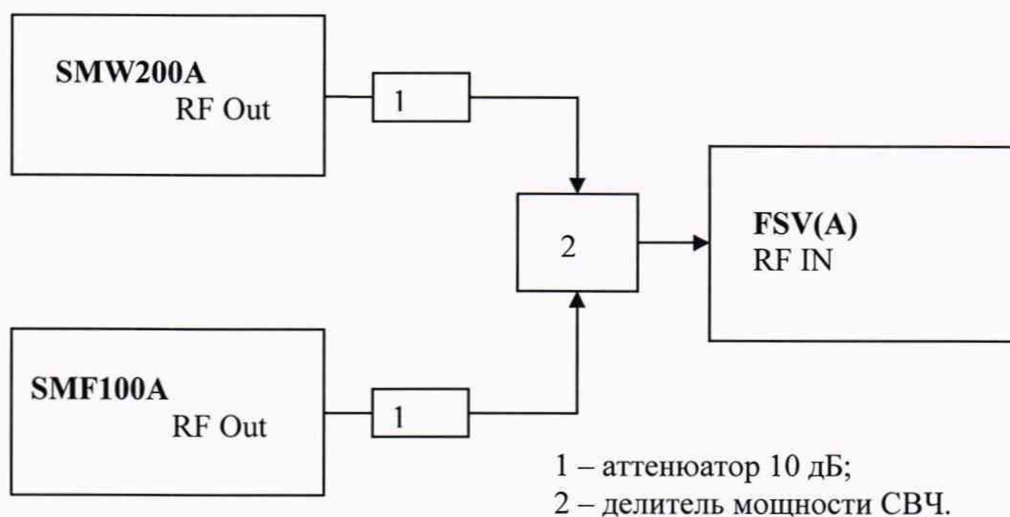 SMW200A
RF Out
1
2
FSV(A)
RF IN
SMF100A
RF Out
1
1 – аттенюатор 10 дБ;
2 – делитель мощности СВЧ.